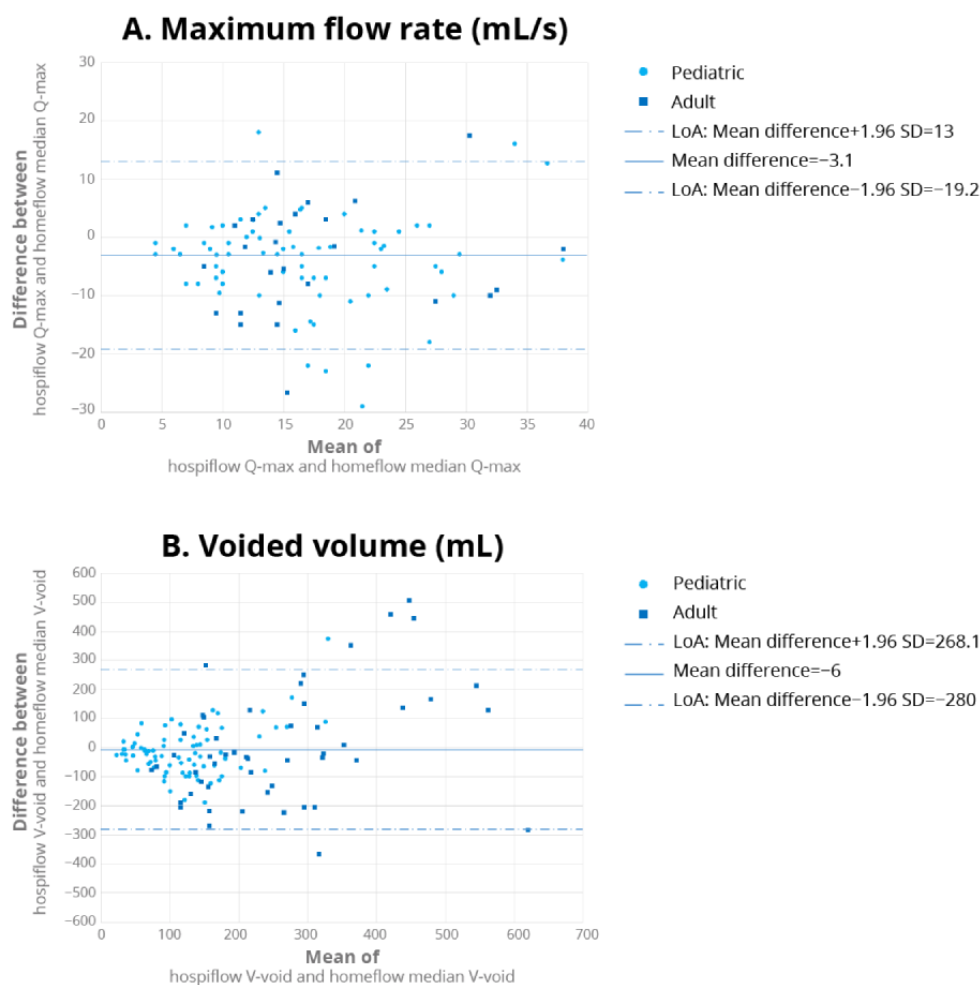 A. Maximum flow rate (mL/s)
Difference between
hospiflow Q-max and homeflow median Q-max
30
20
10
0
−10
−20
−30
0 5 10 15 20 25 30 35 40
Mean of
hospiflow Q-max and homeflow median Q-max
Pediatric
Adult
LoA: Mean difference+1.96 SD=13
Mean difference=−3.1
LoA: Mean difference−1.96 SD=−19.2
B. Voided volume (mL)
Difference between
hospiflow V-void and homeflow median V-void
600
500
400
300
200
100
0
−100
−200
−300
−400
−500
−600
0 100 200 300 400 500 600 700
Mean of
hospiflow V-void and homeflow median V-void
Pediatric
Adult
LoA: Mean difference+1.96 SD=268.1
Mean difference=−6
LoA: Mean difference−1.96 SD=−280